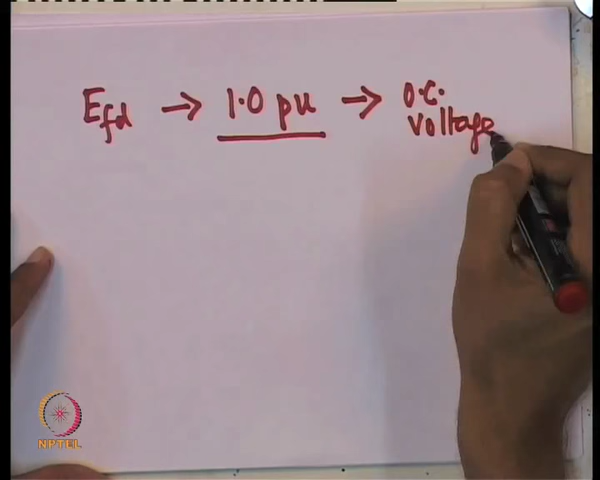 Efd → 1.0 pu → O.C.
voltage
NPTEL